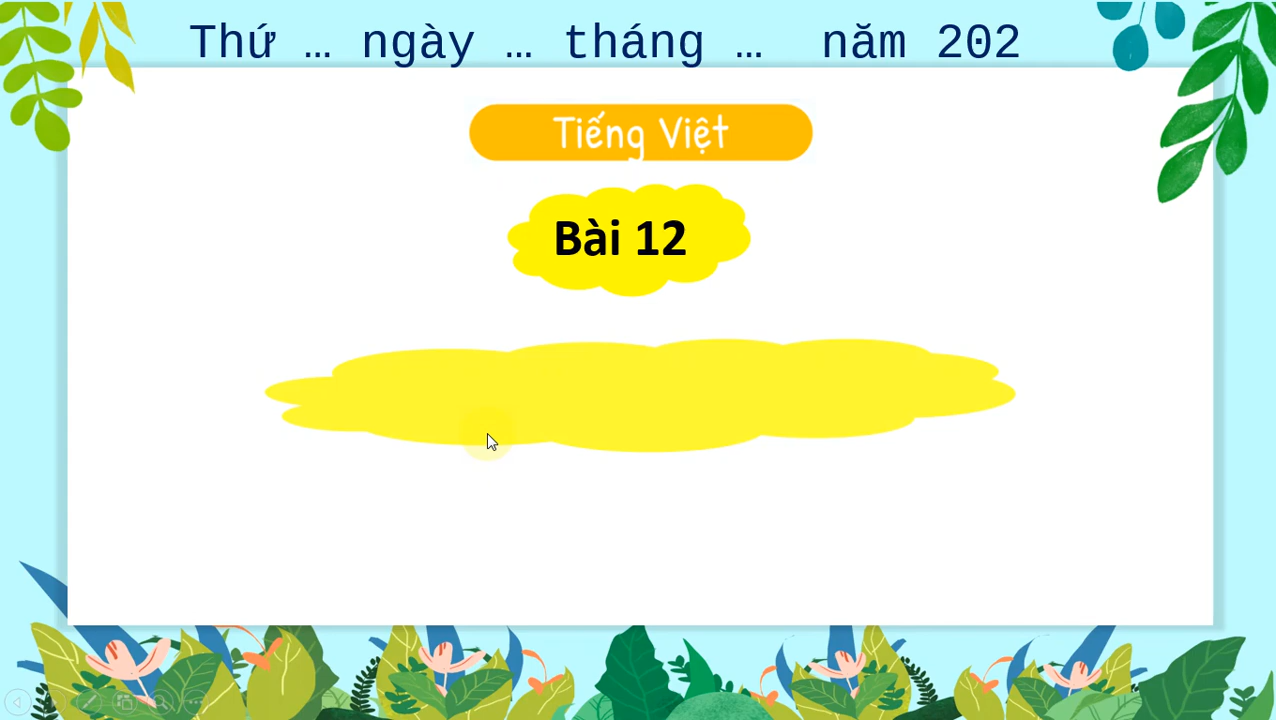 Thứ … ngày … tháng … năm 202
Tiếng Việt
Bài 12